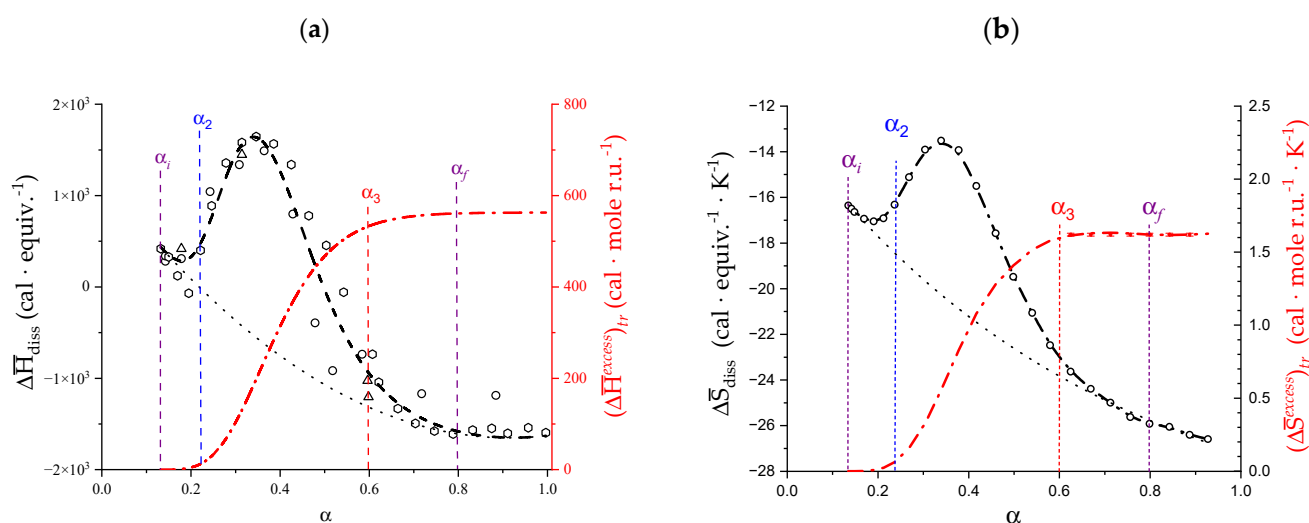 (a)
2×10³
1×10³
0
−1×10³
−2×10³
ΔH̅diss (cal · equiv.⁻¹)
αi
α2
α3
αf
800
600
400
200
0
(ΔH̅ᵉˣᶜᵉˢˢ)tr (cal · mole r.u.⁻¹)
0.0 0.2 0.4 0.6 0.8 1.0
α
(b)
−12
−14
−16
−18
−20
−22
−24
−26
−28
ΔS̅diss (cal · equiv.⁻¹ · K⁻¹)
αi
α2
α3
αf
2.5
2.0
1.5
1.0
0.5
0.0
(ΔS̅ᵉˣᶜᵉˢˢ)tr (cal · mole r.u.⁻¹ · K⁻¹)
0.0 0.2 0.4 0.6 0.8 1.0
α